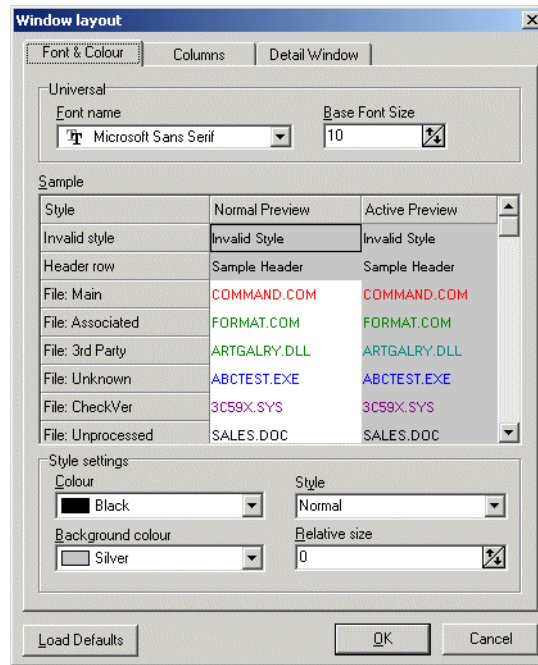 Window layout
Font & Colour Columns Detail Window
Universal
Font name Base Font Size
Microsoft Sans Serif 10
Sample
Style Normal Preview Active Preview
Invalid style Invalid Style Invalid Style
Header row Sample Header Sample Header
File: Main COMMAND.COM COMMAND.COM
File: Associated FORMAT.COM FORMAT.COM
File: 3rd Party ARTGALRY.DLL ARTGALRY.DLL
File: Unknown ABCTEST.EXE ABCTEST.EXE
File: CheckVer 3C59X.SYS 3C59X.SYS
File: Unprocessed SALES.DOC SALES.DOC
Style settings
Colour Style
Black Normal
Background colour Relative size
Silver 0
Load Defaults OK Cancel